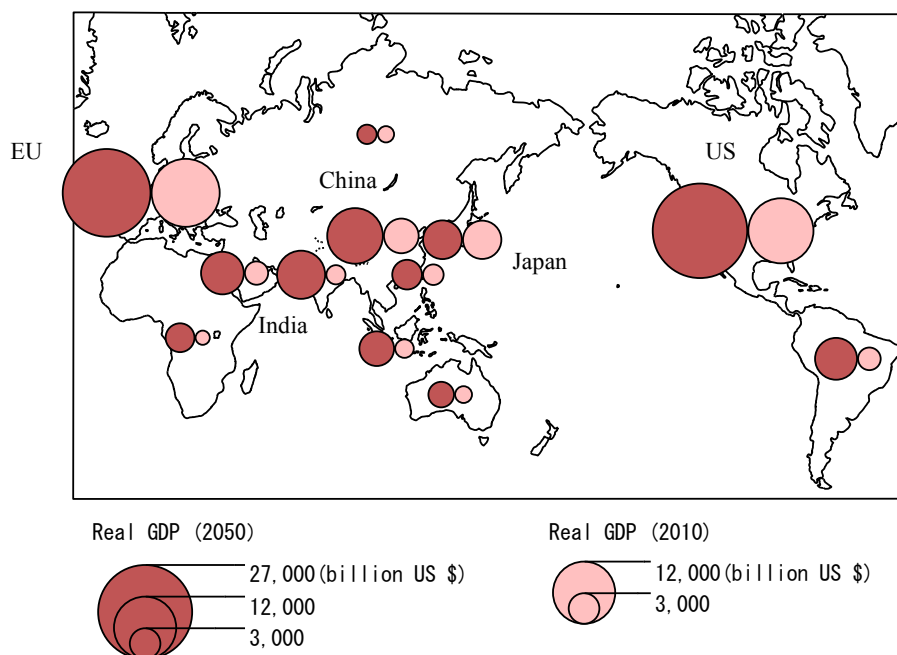 EU
US
China
Japan
India
Real GDP (2050)
27,000(billion US $)
12,000
3,000
Real GDP (2010)
12,000(billion US $)
3,000